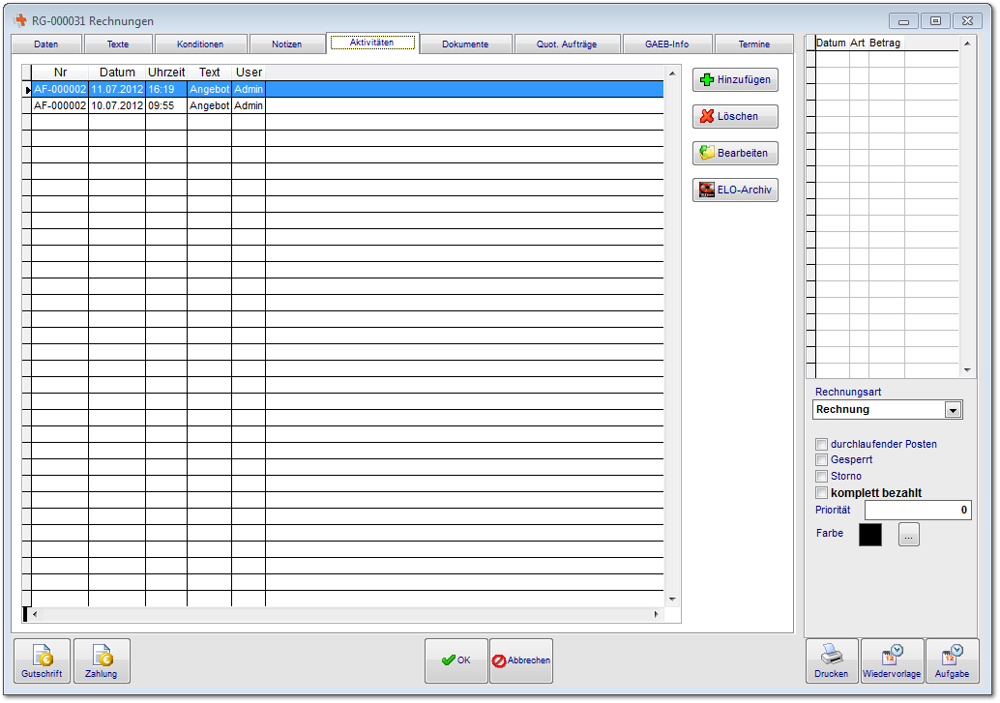 RG-000031 Rechnungen
Daten Texte Konditionen Notizen Aktivitäten Dokumente Quot. Aufträge GAEB-Info Termine
Nr Datum Uhrzeit Text User
AF-000002 11.07.2012 16:19 Angebot Admin
AF-000002 10.07.2012 09:55 Angebot Admin
Hinzufügen
Löschen
Bearbeiten
ELO-Archiv
Datum Art Betrag
Rechnungsart
Rechnung
durchlaufender Posten
Gesperrt
Storno
komplett bezahlt
Priorität 0
Farbe ...
Gutschrift Zahlung OK Abbrechen Drucken Wiedervorlage Aufgabe